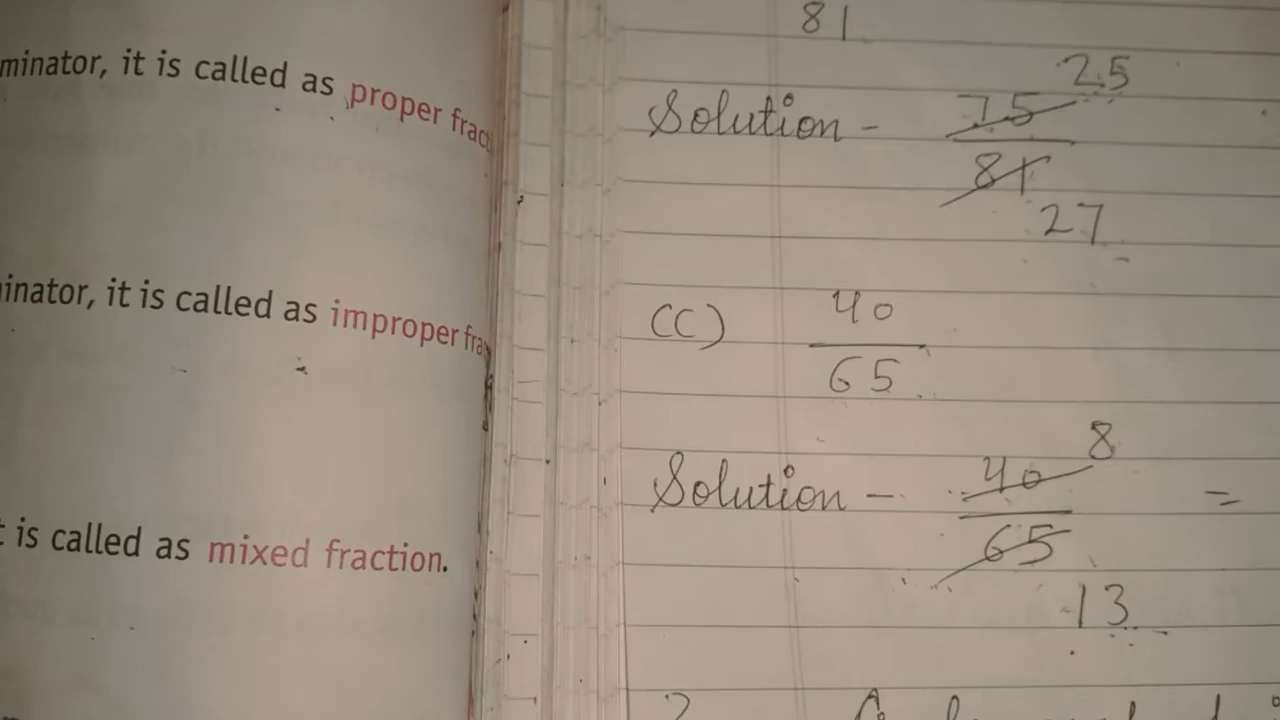 minator, it is called as proper frac
inator, it is called as improper fra
is called as mixed fraction.
81
25
Solution - 75
81
27
(C) 40
65
8
Solution - 40 =
65
13
2